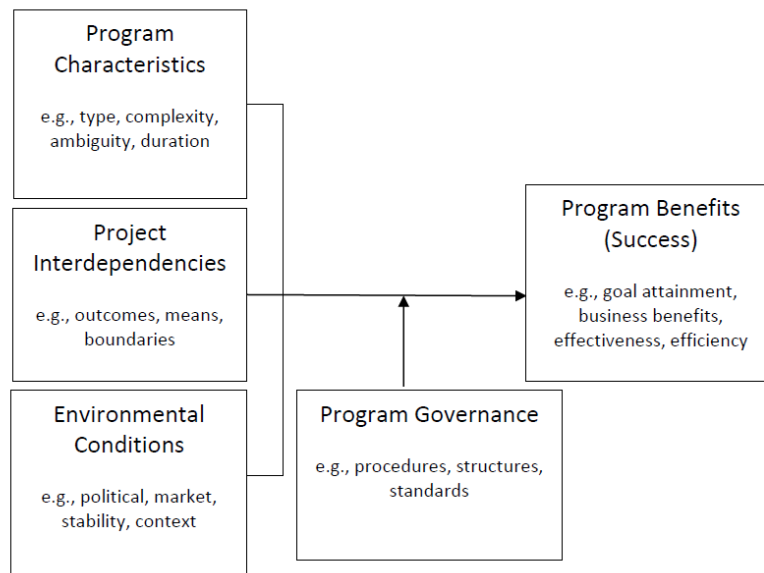 Program
Characteristics
e.g., type, complexity,
ambiguity, duration
Project
Interdependencies
e.g., outcomes, means,
boundaries
Environmental
Conditions
e.g., political, market,
stability, context
Program Governance
e.g., procedures, structures,
standards
Program Benefits
(Success)
e.g., goal attainment,
business benefits,
effectiveness, efficiency